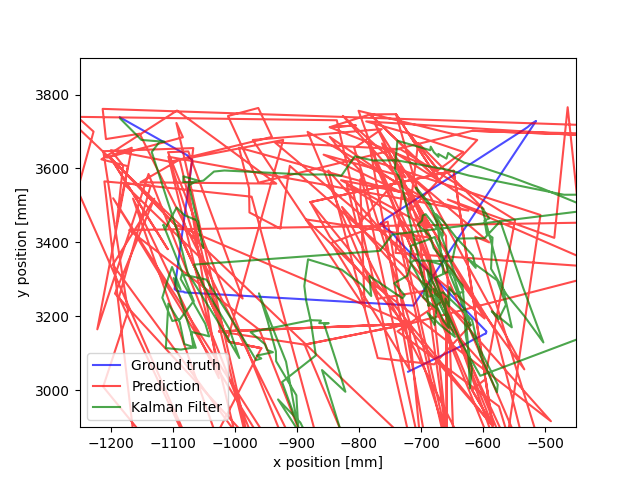 3800
3600
3400
3200
3000
y position [mm]
Ground truth
Prediction
Kalman Filter
−1200 −1100 −1000 −900 −800 −700 −600 −500
x position [mm]